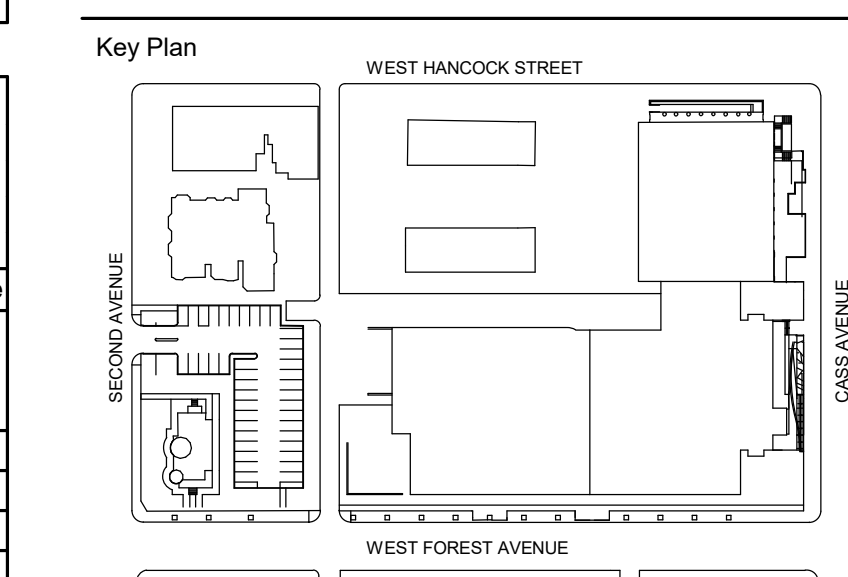 Key Plan
WEST HANCOCK STREET
SECOND AVENUE
CASS AVENUE
WEST FOREST AVENUE